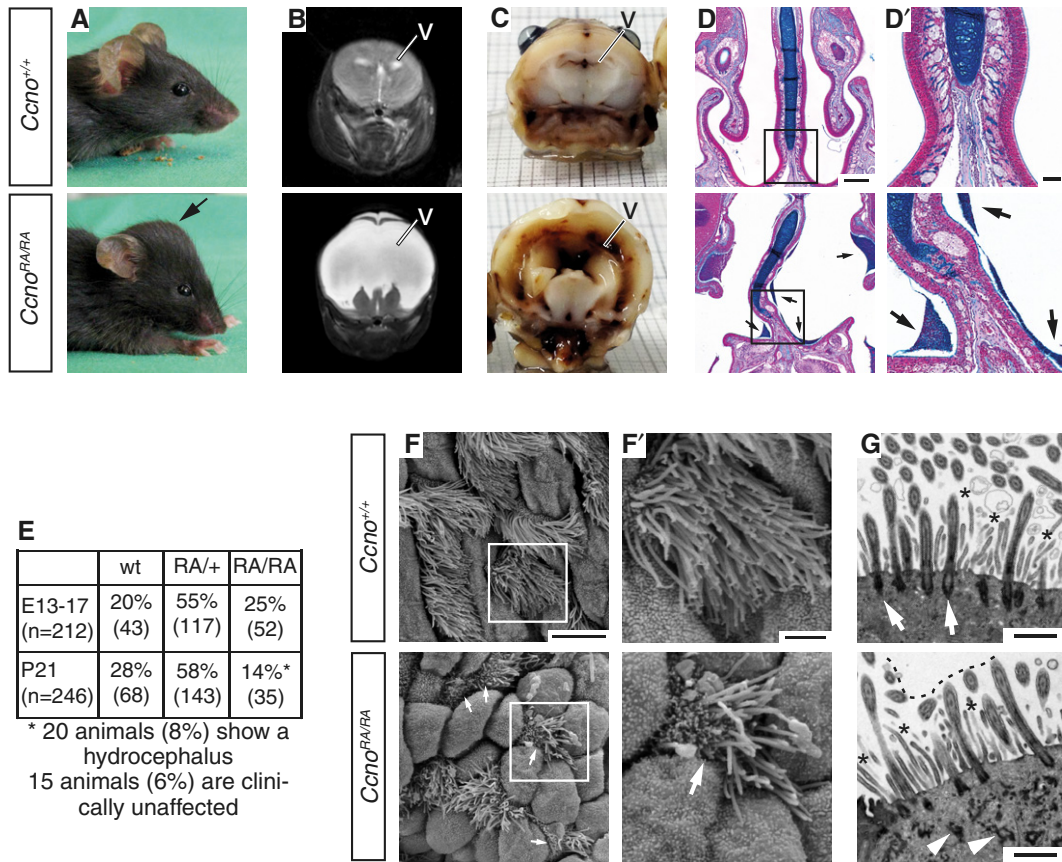 A
B
C
D
D′
Ccno+/+
V
V
CcnoRA/RA
V
V
E
wt RA/+ RA/RA
E13-17 (n=212) 20% (43) 55% (117) 25% (52)
P21 (n=246) 28% (68) 58% (143) 14%* (35)
* 20 animals (8%) show a
hydrocephalus
15 animals (6%) are clini-
cally unaffected
F
F′
G
Ccno+/+
* * *
CcnoRA/RA
* * *